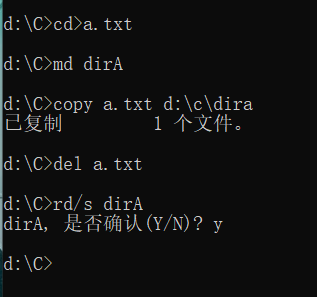 d:\C>cd>a.txt
d:\C>md dirA
d:\C>copy a.txt d:\c\dira
已复制         1 个文件。
d:\C>del a.txt
d:\C>rd/s dirA
dirA, 是否确认(Y/N)? y
d:\C>